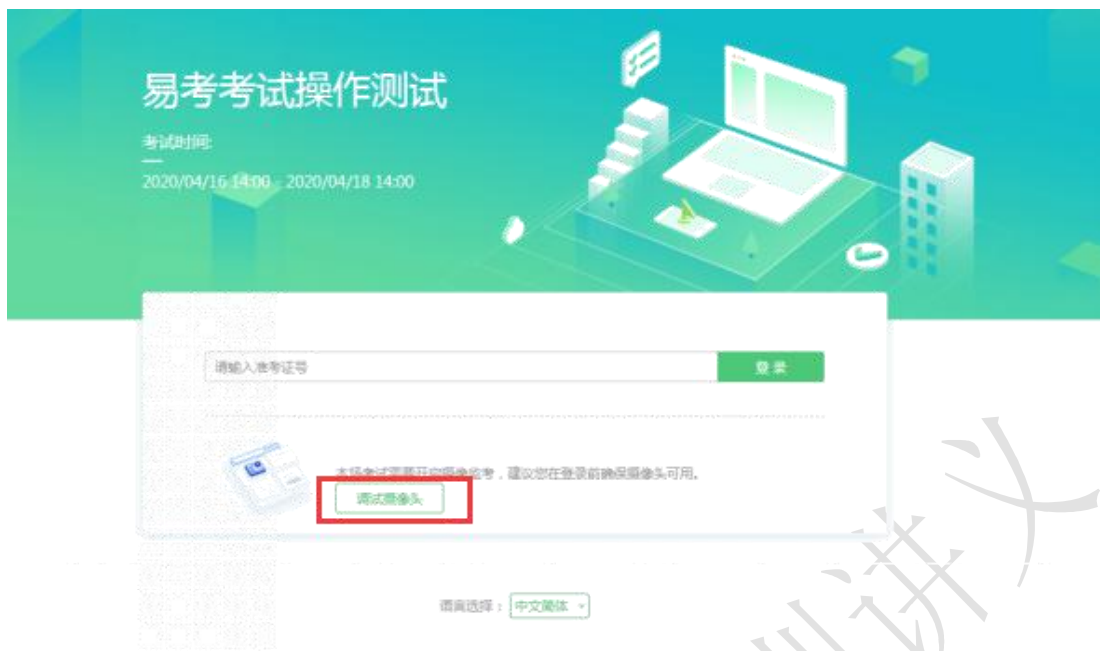 易考考试操作测试
考试时间:
2020/04/16 14:00 - 2020/04/18 14:00
请输入准考证号
登录
本场考试需要开启摄像监考，建议您在登录前确保摄像头可用。
调试摄像头
语言选择：中文简体
训讲义